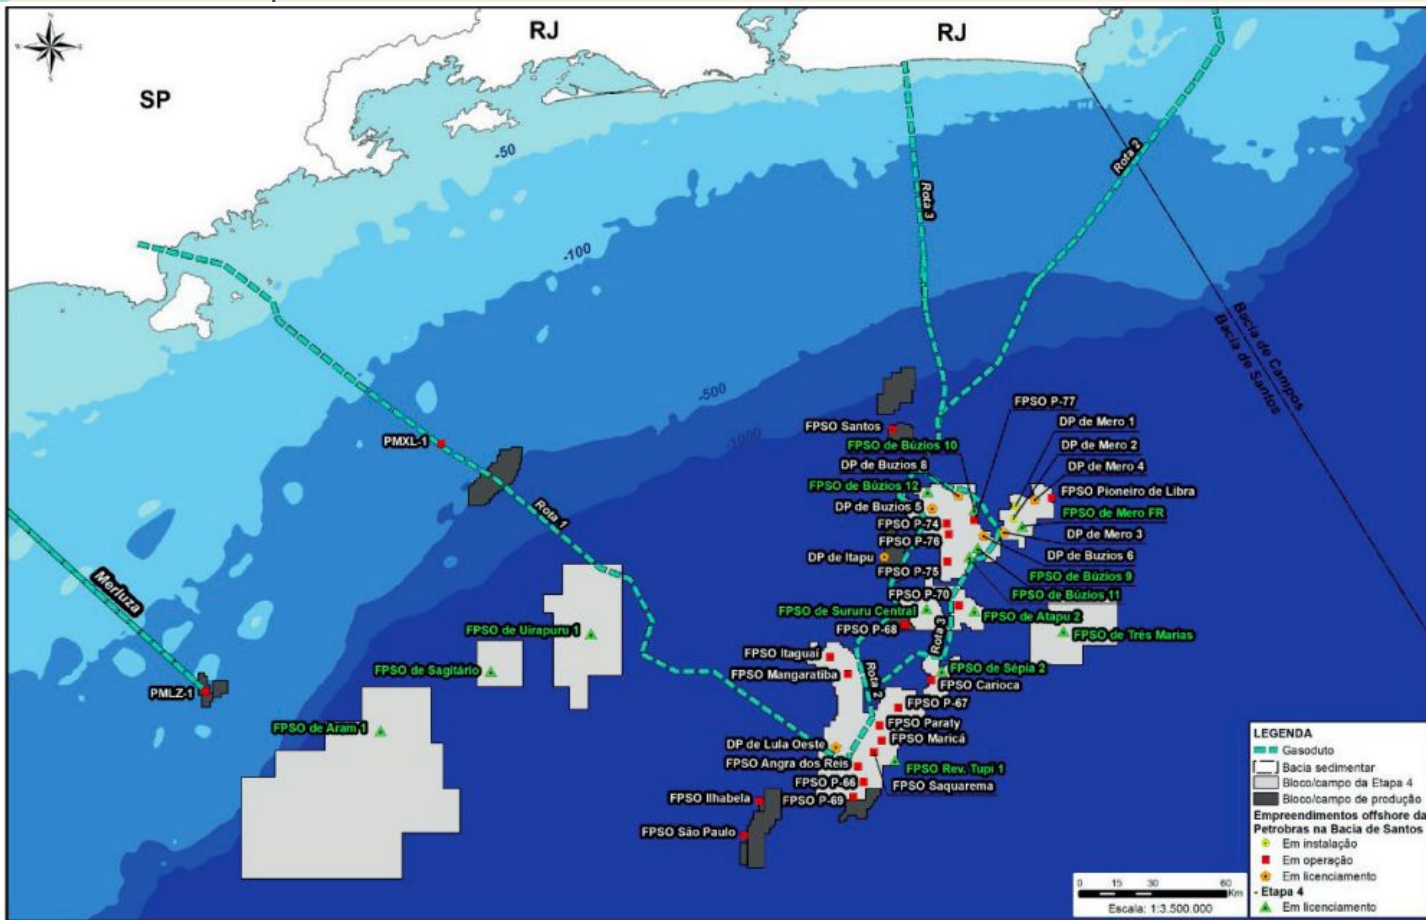 RJ
RJ
SP
N
-50
-100
-500
-1000
Rota 3
Rota 2
Bacia de Campos
Bacia de Santos
PMXL-1
Rota 1
Merluza
PMLZ-1
FPSO P-77
DP de Mero 1
FPSO Santos
FPSO de Búzios 10
DP de Mero 2
DP de Buzios 8
DP de Mero 4
FPSO de Búzios 12
FPSO Pioneiro de Libra
DP de Buzios 5
FPSO de Mero FR
FPSO P-74
FPSO P-76
DP de Mero 3
DP de Itapu
DP de Buzios 6
FPSO P-75
FPSO de Búzios 9
FPSO P-70
FPSO de Búzios 11
FPSO de Sururu Central
FPSO de Atapu 2
FPSO P-68
FPSO de Três Marias
Rota 3
FPSO de Uirapuru 1
FPSO Itaguaí
FPSO de Sagitário
FPSO Mangaratiba
FPSO de Sépia 2
Rota 2
FPSO Carioca
FPSO P-67
FPSO de Aram 1
FPSO Paraty
FPSO Maricá
DP de Lula Oeste
FPSO Angra dos Reis
FPSO Rev. Tupi 1
FPSO P-66
FPSO Saquarema
FPSO Ilhabela
FPSO P-69
FPSO São Paulo
LEGENDA
Gasoduto
Bacia sedimentar
Bloco/campo da Etapa 4
Bloco/campo de produção
Empreendimentos offshore da
Petrobras na Bacia de Santos
Em instalação
Em operação
Em licenciamento
- Etapa 4
Em licenciamento
0 15 30 60
Km
Escala: 1:3.500.000